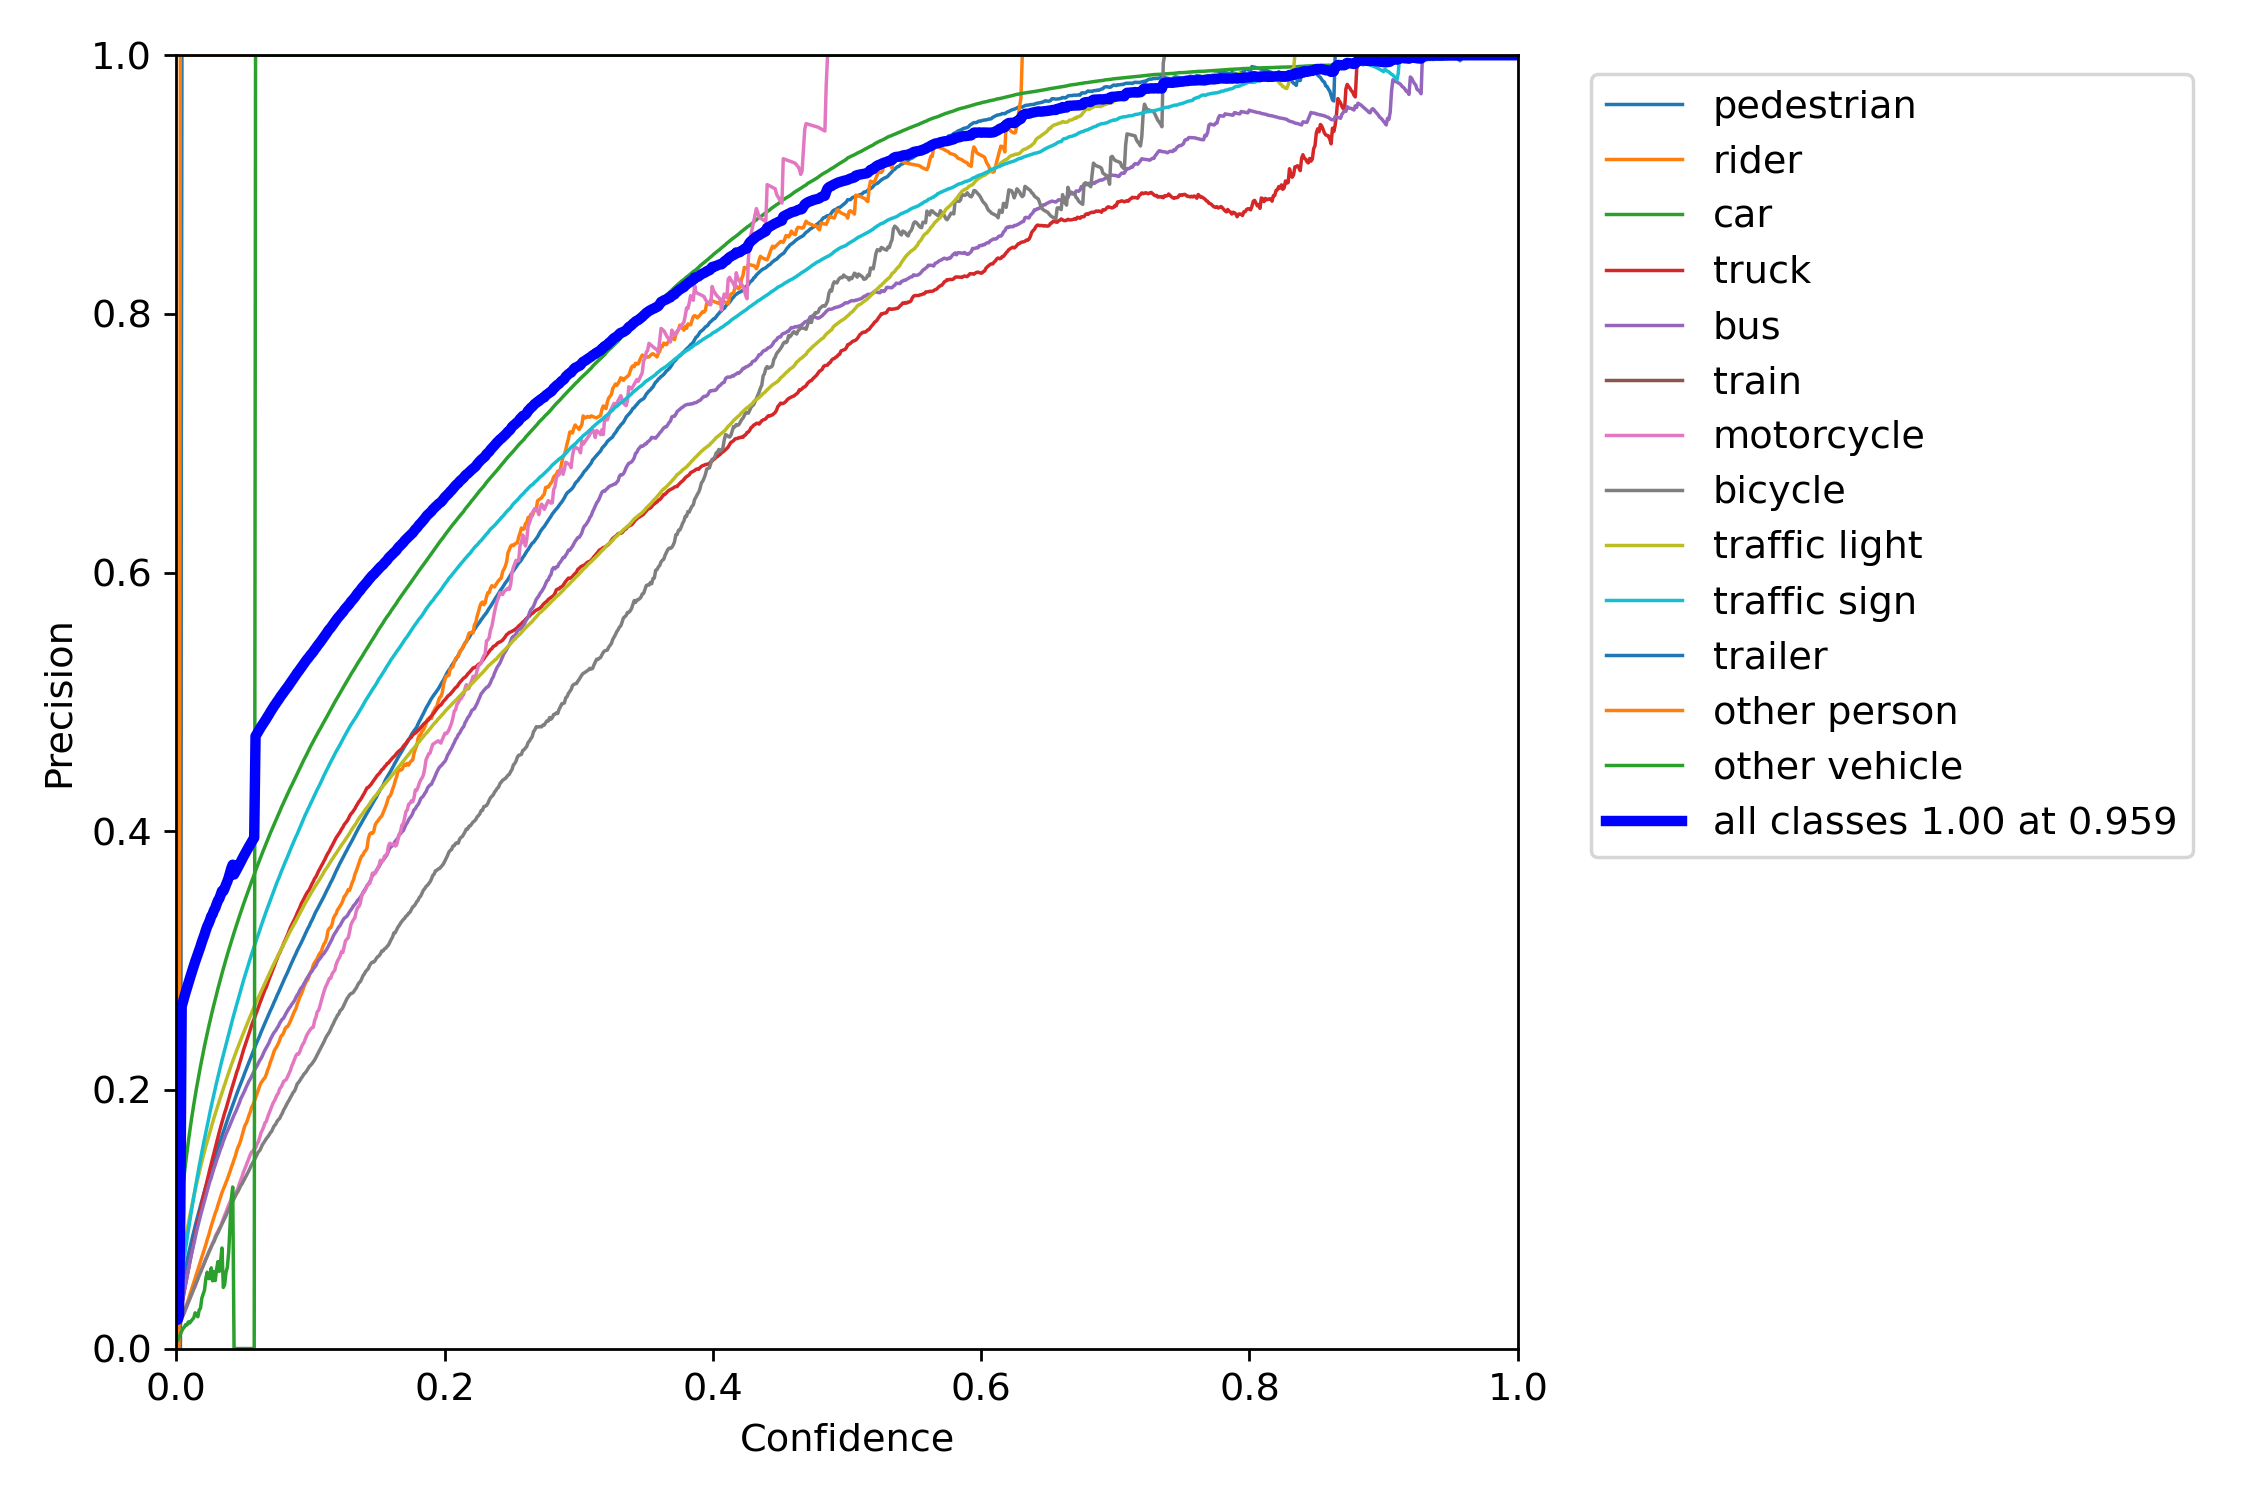 1.0
0.8
0.6
0.4
0.2
0.0
0.0 0.2 0.4 0.6 0.8 1.0
Precision
Confidence
pedestrian
rider
car
truck
bus
train
motorcycle
bicycle
traffic light
traffic sign
trailer
other person
other vehicle
all classes 1.00 at 0.959